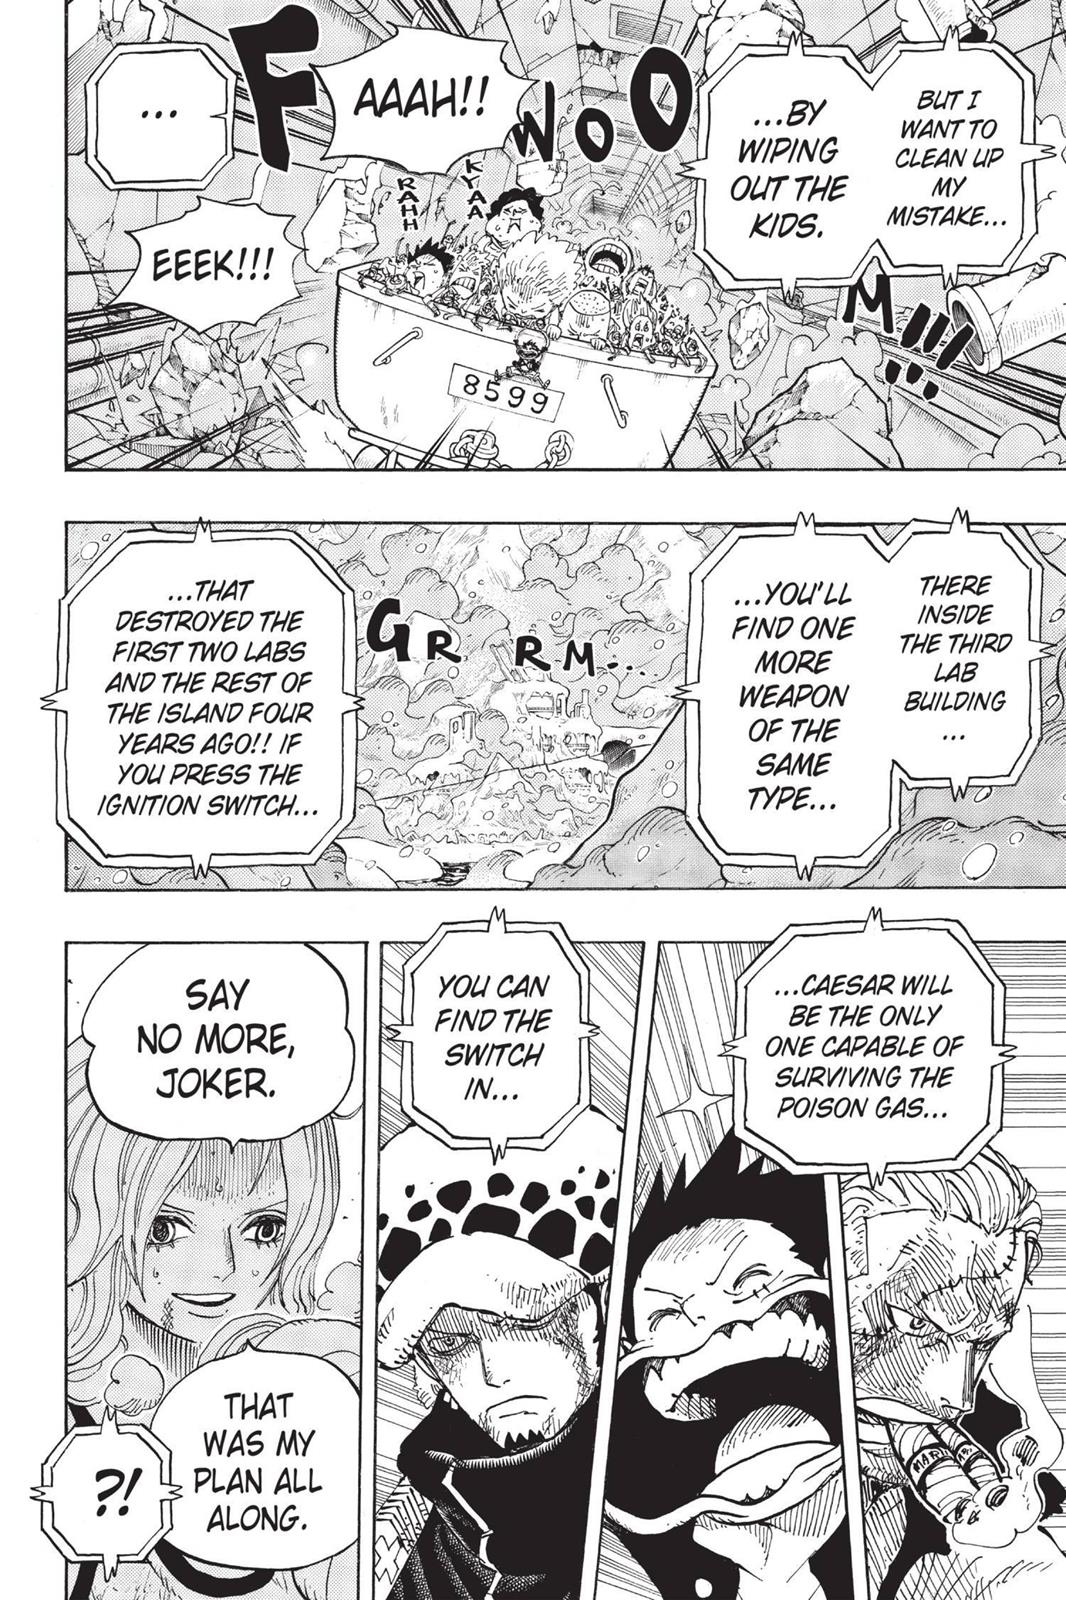 BUT I
WANT TO
CLEAN UP
MY
MISTAKE...
...BY
WIPING
OUT THE
KIDS.
FWOOM!!!
AAAH!!
KYAA
RAHH
...
EEEK!!!
8599
THERE
INSIDE
THE THIRD
LAB
BUILDING
...
...YOU'LL
FIND ONE
MORE
WEAPON
OF THE
SAME
TYPE...
GRRM...
...THAT
DESTROYED THE
FIRST TWO LABS
AND THE REST OF
THE ISLAND FOUR
YEARS AGO!! IF
YOU PRESS THE
IGNITION SWITCH...
...CAESAR WILL
BE THE ONLY
ONE CAPABLE OF
SURVIVING THE
POISON GAS...
YOU CAN
FIND THE
SWITCH
IN...
SAY
NO MORE,
JOKER.
THAT
WAS MY
PLAN ALL
ALONG.
?!